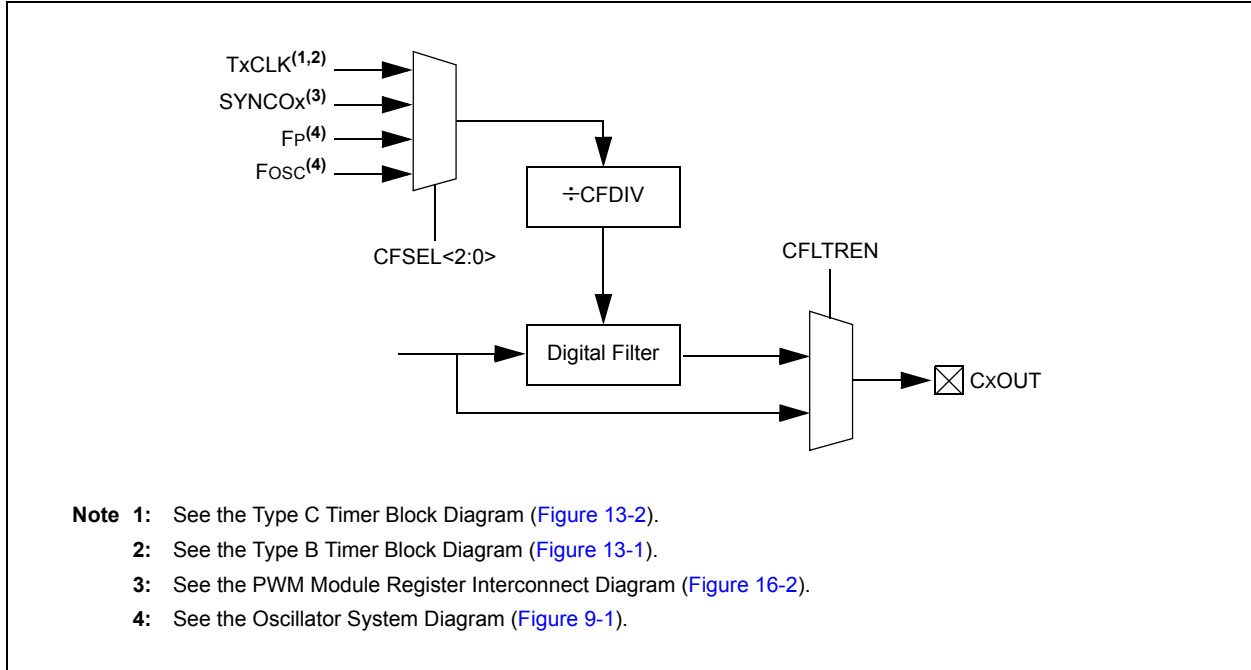 TxCLK(1,2)
SYNCOx(3)
FP(4)
FOSC(4)
÷CFDIV
CFSEL<2:0>
CFLTREN
Digital Filter
CxOUT
Note 1: See the Type C Timer Block Diagram (Figure 13-2).
2: See the Type B Timer Block Diagram (Figure 13-1).
3: See the PWM Module Register Interconnect Diagram (Figure 16-2).
4: See the Oscillator System Diagram (Figure 9-1).